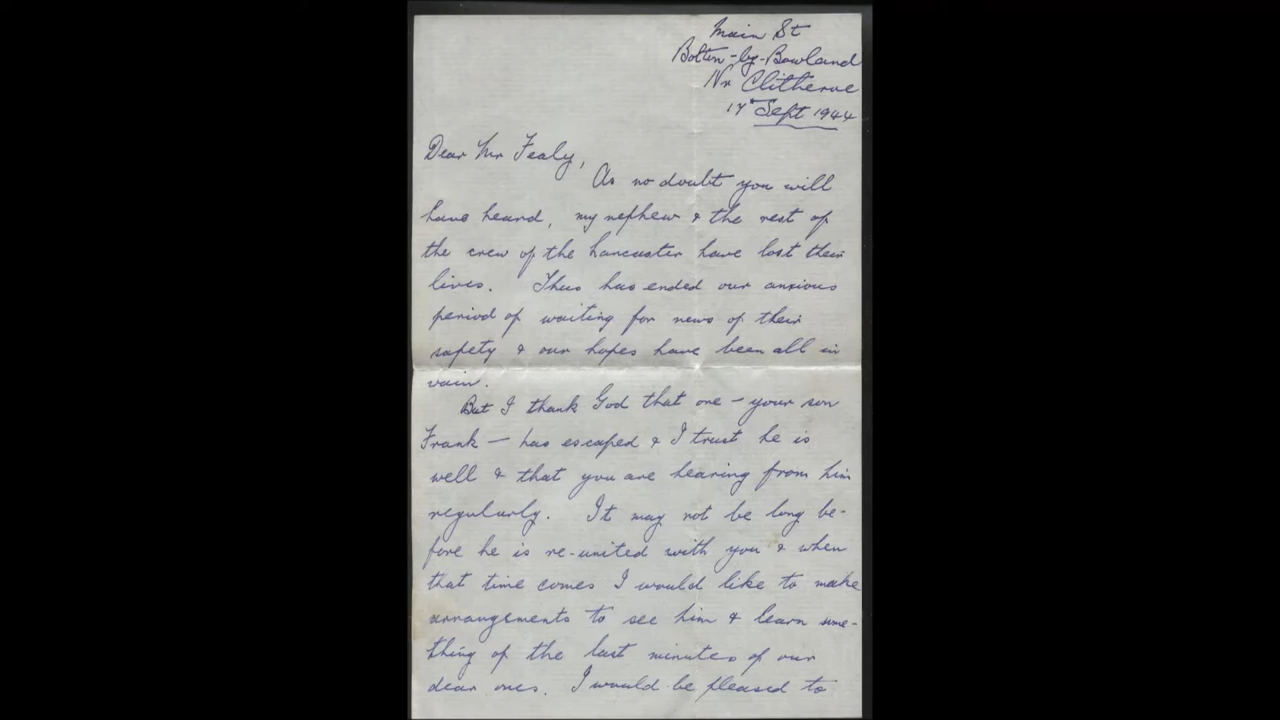 Main St
Bolton-by-Bowland
Nr Clitheroe
17th Sept 1944
Dear Mr Fealy,
As no doubt you will
have heard, my nephew & the rest of
the crew of the Lancaster have lost their
lives. Thus has ended our anxious
period of waiting for news of their
safety & our hopes have been all in
vain.
But I thank God that one – your son
Frank – has escaped & I trust he is
well & that you are hearing from him
regularly. It may not be long be-
fore he is re-united with you & when
that time comes I would like to make
arrangements to see him & learn some-
thing of the last minutes of our
dear ones. I would be pleased to